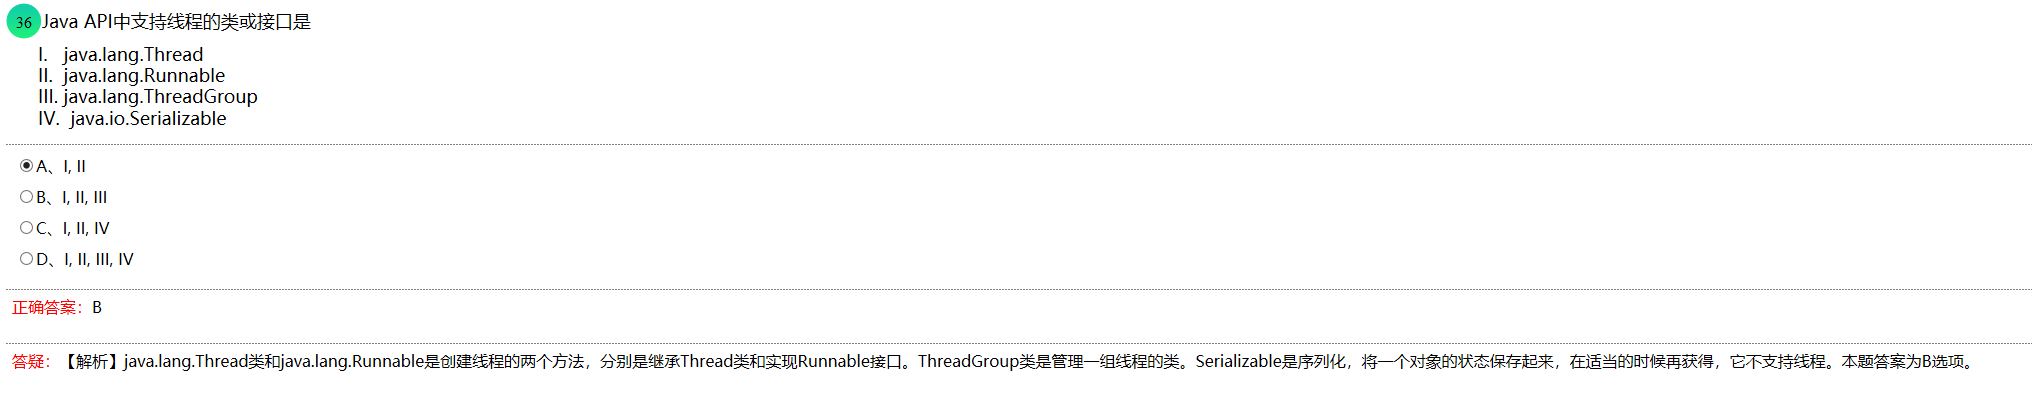 36 Java API中支持线程的类或接口是
I. java.lang.Thread
II. java.lang.Runnable
III. java.lang.ThreadGroup
IV. java.io.Serializable
A、I, II
B、I, II, III
C、I, II, IV
D、I, II, III, IV
正确答案：B
答疑：【解析】java.lang.Thread类和java.lang.Runnable是创建线程的两个方法，分别是继承Thread类和实现Runnable接口。ThreadGroup类是管理一组线程的类。Serializable是序列化，将一个对象的状态保存起来，在适当的时候再获得，它不支持线程。本题答案为B选项。